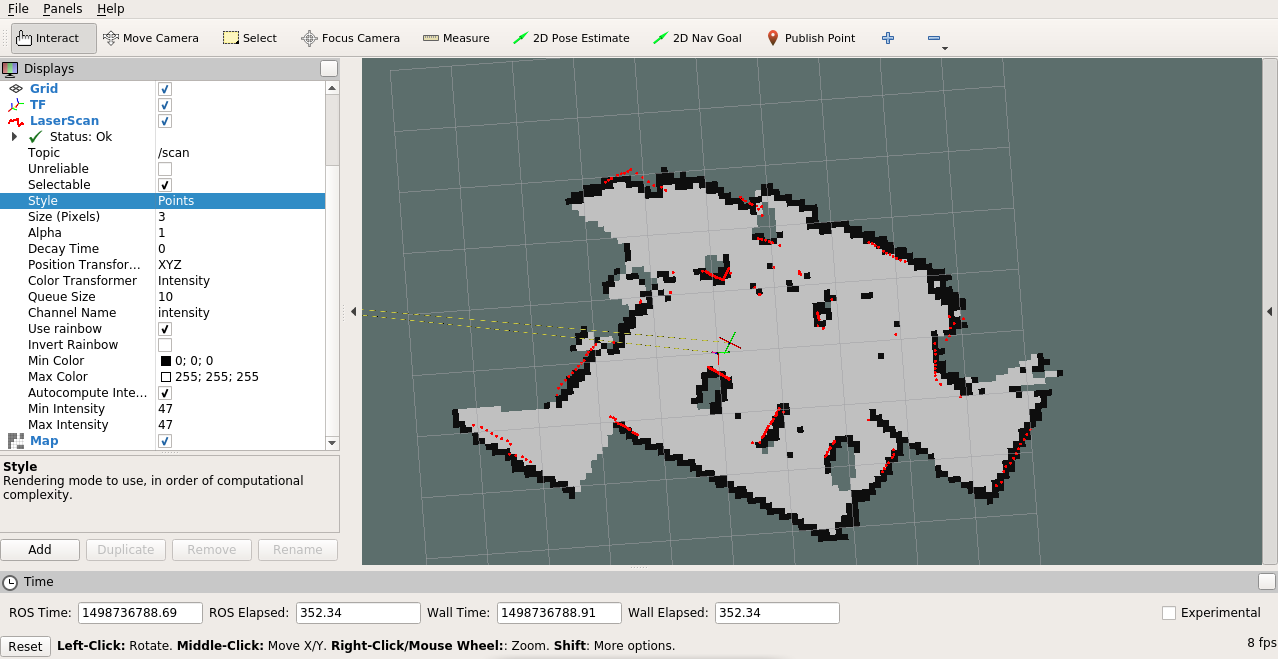 File Panels Help
Interact Move Camera Select Focus Camera Measure 2D Pose Estimate 2D Nav Goal Publish Point
Displays
Grid
TF
LaserScan
Status: Ok
Topic /scan
Unreliable
Selectable
Style Points
Size (Pixels) 3
Alpha 1
Decay Time 0
Position Transfor... XYZ
Color Transformer Intensity
Queue Size 10
Channel Name intensity
Use rainbow
Invert Rainbow
Min Color 0; 0; 0
Max Color 255; 255; 255
Autocompute Inte...
Min Intensity 47
Max Intensity 47
Map
Style
Rendering mode to use, in order of computational
complexity.
Add Duplicate Remove Rename
Time
ROS Time: 1498736788.69 ROS Elapsed: 352.34 Wall Time: 1498736788.91 Wall Elapsed: 352.34 Experimental
Reset Left-Click: Rotate. Middle-Click: Move X/Y. Right-Click/Mouse Wheel:: Zoom. Shift: More options. 8 fps